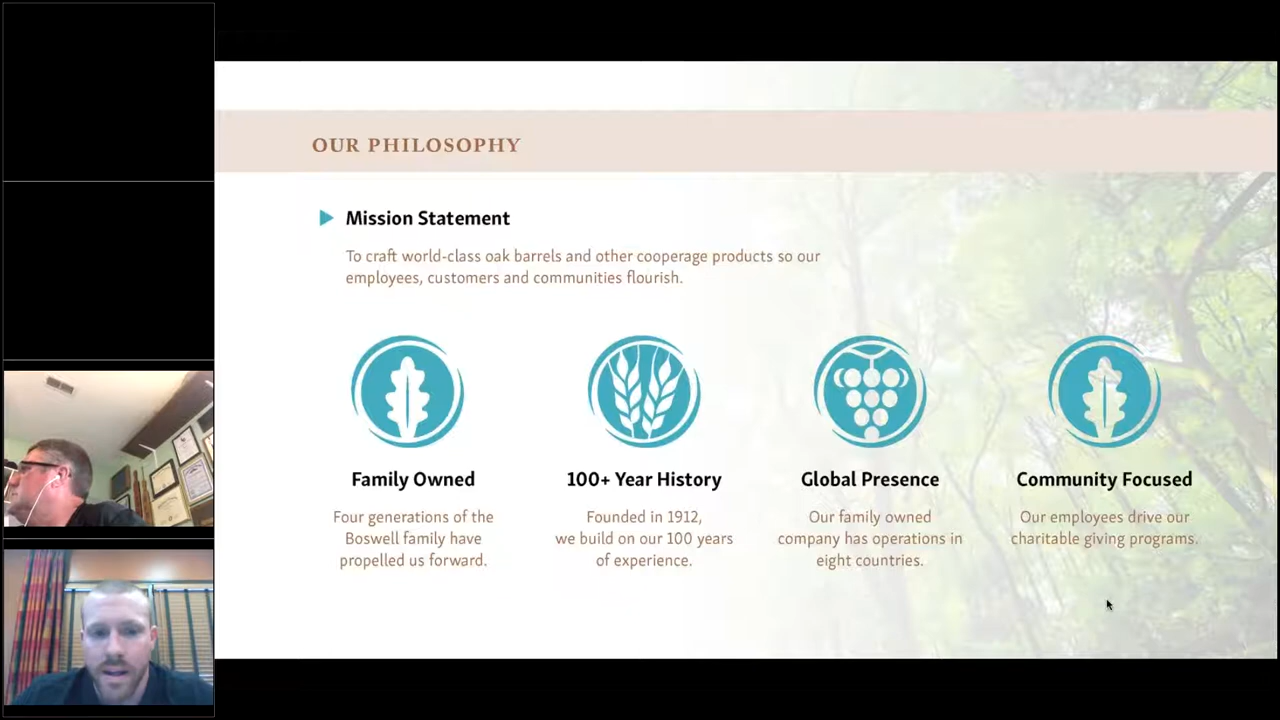 OUR PHILOSOPHY
Mission Statement
To craft world-class oak barrels and other cooperage products so our
employees, customers and communities flourish.
Family Owned
Four generations of the
Boswell family have
propelled us forward.
100+ Year History
Founded in 1912,
we build on our 100 years
of experience.
Global Presence
Our family owned
company has operations in
eight countries.
Community Focused
Our employees drive our
charitable giving programs.